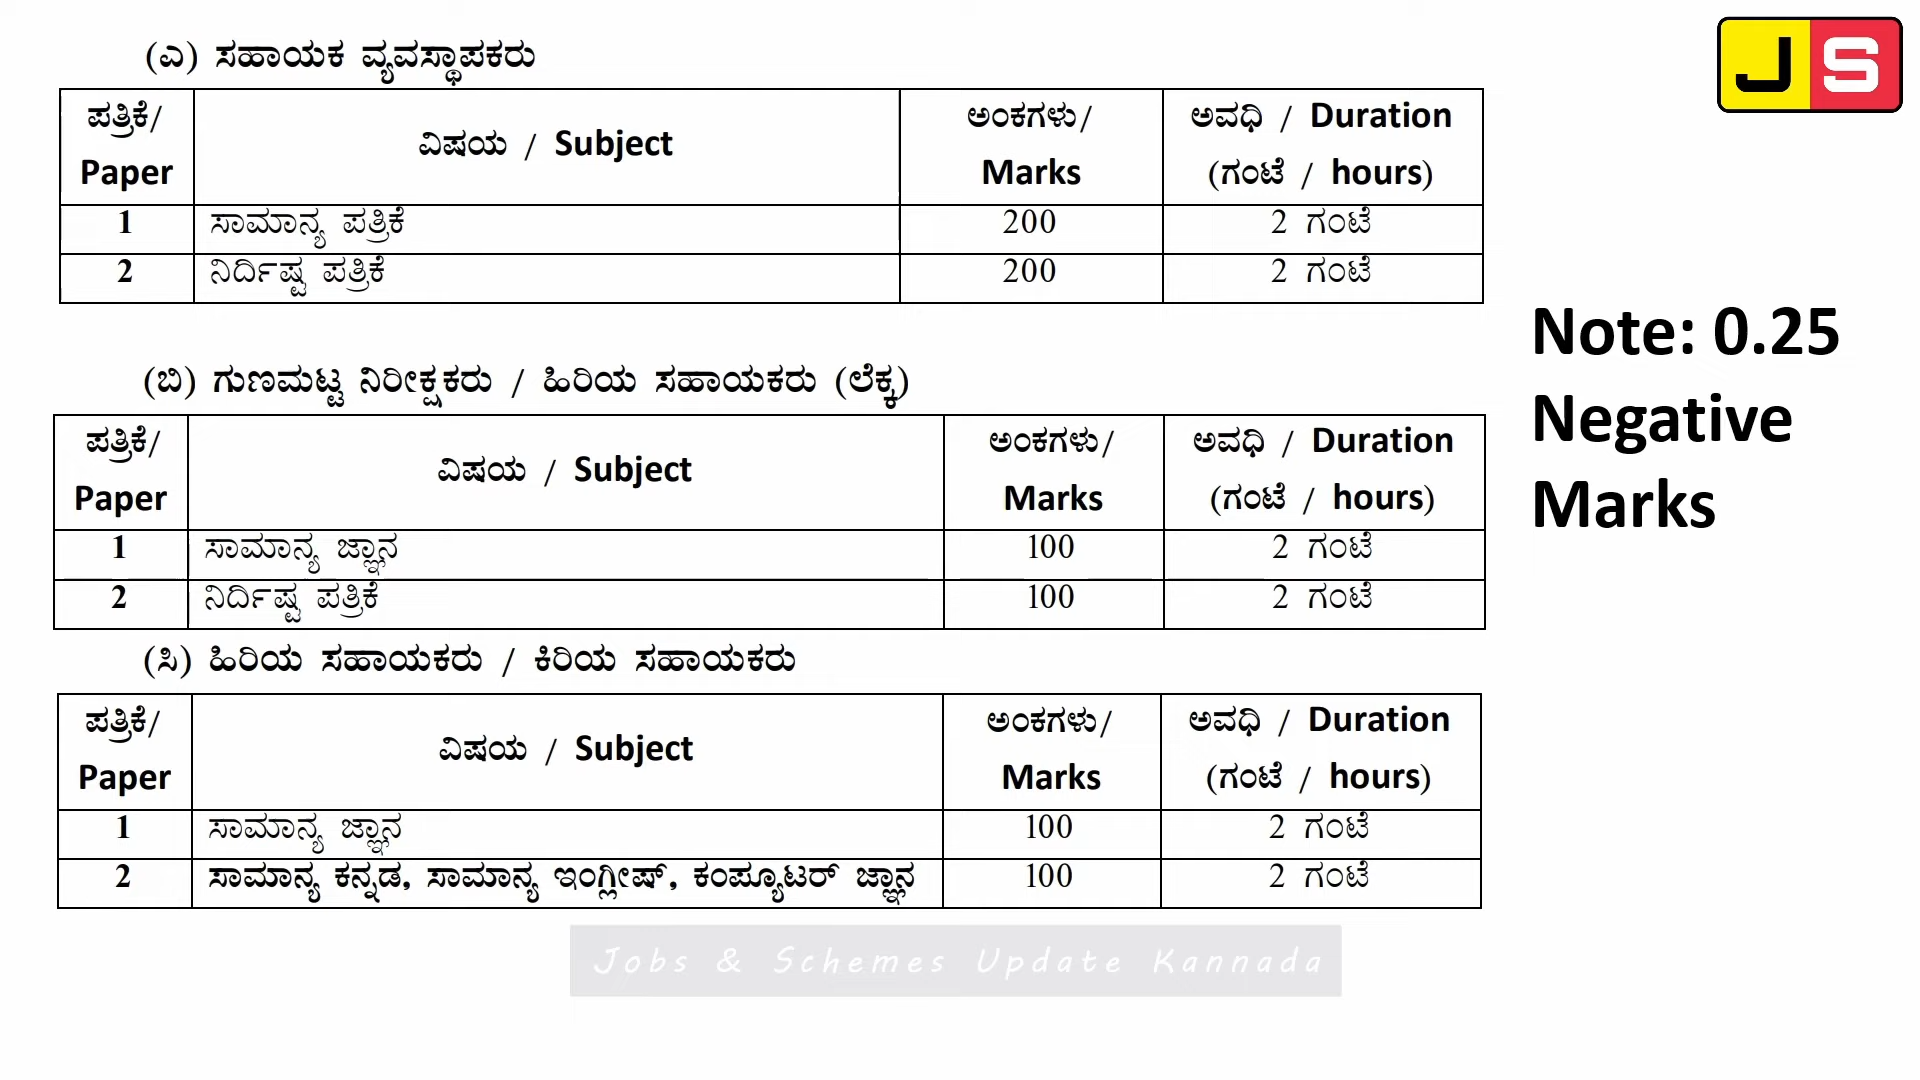 JS
(ಎ) ಸಹಾಯಕ ವ್ಯವಸ್ಥಾಪಕರು
ಪತ್ರಿಕೆ/ Paper ವಿಷಯ / Subject ಅಂಕಗಳು/ Marks ಅವಧಿ / Duration (ಗಂಟೆ / hours)
1 ಸಾಮಾನ್ಯ ಪತ್ರಿಕೆ 200 2 ಗಂಟೆ
2 ನಿರ್ದಿಷ್ಟ ಪತ್ರಿಕೆ 200 2 ಗಂಟೆ
(ಬಿ) ಗುಣಮಟ್ಟ ನಿರೀಕ್ಷಕರು / ಹಿರಿಯ ಸಹಾಯಕರು (ಲೆಕ್ಕ)
ಪತ್ರಿಕೆ/ Paper ವಿಷಯ / Subject ಅಂಕಗಳು/ Marks ಅವಧಿ / Duration (ಗಂಟೆ / hours)
1 ಸಾಮಾನ್ಯ ಜ್ಞಾನ 100 2 ಗಂಟೆ
2 ನಿರ್ದಿಷ್ಟ ಪತ್ರಿಕೆ 100 2 ಗಂಟೆ
(ಸಿ) ಹಿರಿಯ ಸಹಾಯಕರು / ಕಿರಿಯ ಸಹಾಯಕರು
ಪತ್ರಿಕೆ/ Paper ವಿಷಯ / Subject ಅಂಕಗಳು/ Marks ಅವಧಿ / Duration (ಗಂಟೆ / hours)
1 ಸಾಮಾನ್ಯ ಜ್ಞಾನ 100 2 ಗಂಟೆ
2 ಸಾಮಾನ್ಯ ಕನ್ನಡ, ಸಾಮಾನ್ಯ ಇಂಗ್ಲೀಷ್, ಕಂಪ್ಯೂಟರ್ ಜ್ಞಾನ 100 2 ಗಂಟೆ
Note: 0.25
Negative
Marks
Jobs & Schemes Update Kannada